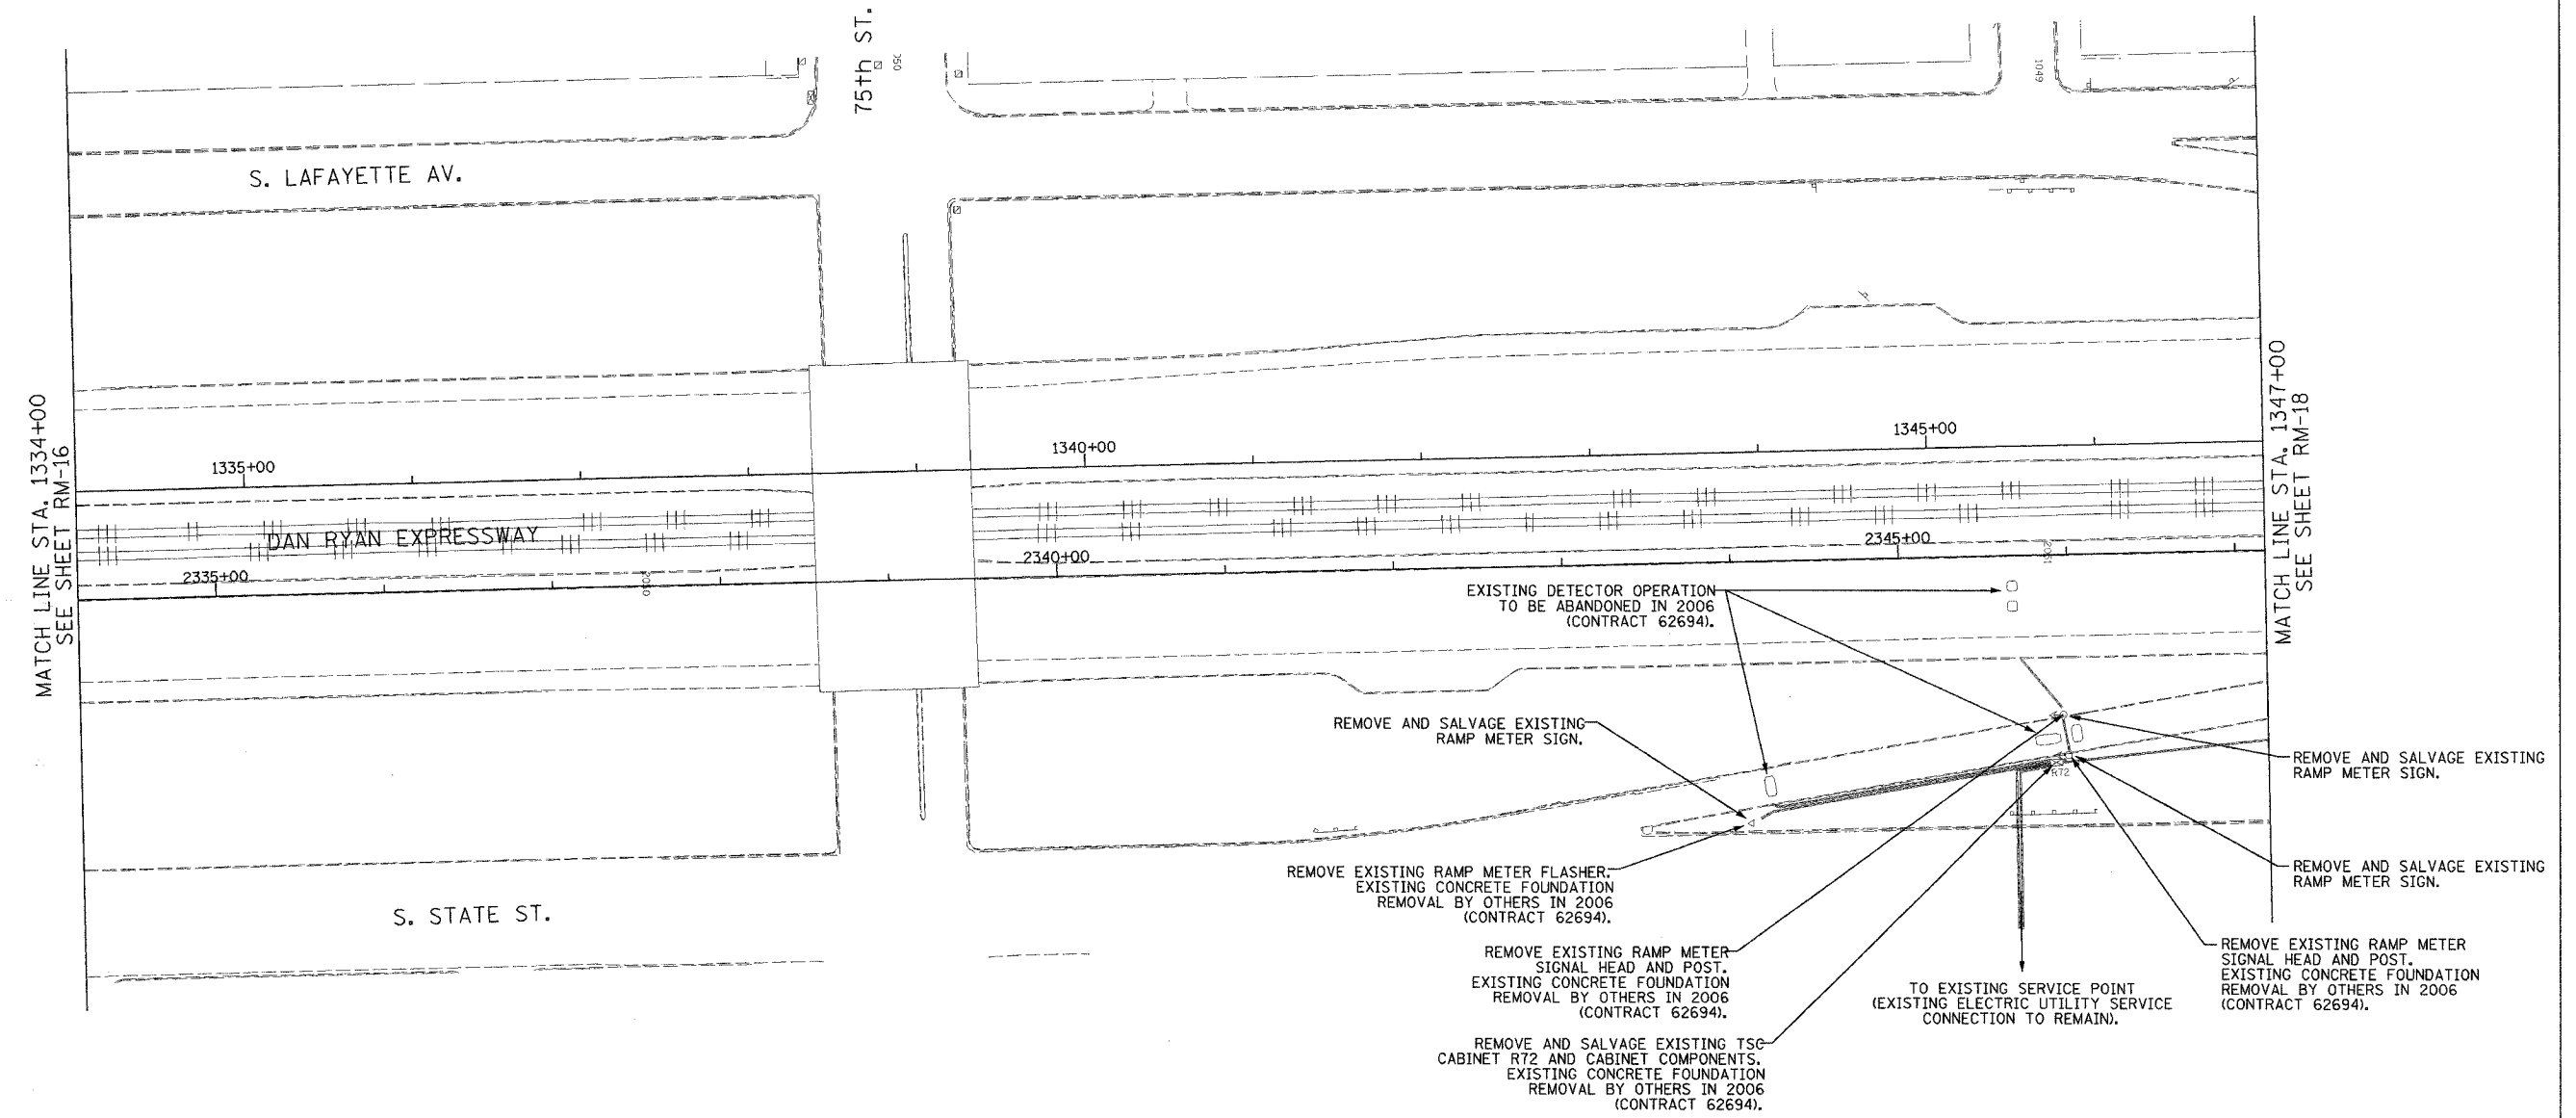 75th ST.
050
1049
S. LAFAYETTE AV.
MATCH LINE STA. 1334+00
SEE SHEET RM-16
MATCH LINE STA. 1347+00
SEE SHEET RM-18
1335+00
1340+00
1345+00
DAN RYAN EXPRESSWAY
2335+00
2340+00
2345+00
EXISTING DETECTOR OPERATION
TO BE ABANDONED IN 2006
(CONTRACT 62694).
REMOVE AND SALVAGE EXISTING
RAMP METER SIGN.
R72
REMOVE AND SALVAGE EXISTING
RAMP METER SIGN.
REMOVE EXISTING RAMP METER FLASHER.
EXISTING CONCRETE FOUNDATION
REMOVAL BY OTHERS IN 2006
(CONTRACT 62694).
REMOVE AND SALVAGE EXISTING
RAMP METER SIGN.
S. STATE ST.
REMOVE EXISTING RAMP METER
SIGNAL HEAD AND POST.
EXISTING CONCRETE FOUNDATION
REMOVAL BY OTHERS IN 2006
(CONTRACT 62694).
TO EXISTING SERVICE POINT
(EXISTING ELECTRIC UTILITY SERVICE
CONNECTION TO REMAIN).
REMOVE EXISTING RAMP METER
SIGNAL HEAD AND POST.
EXISTING CONCRETE FOUNDATION
REMOVAL BY OTHERS IN 2006
(CONTRACT 62694).
REMOVE AND SALVAGE EXISTING TSC
CABINET R72 AND CABINET COMPONENTS.
EXISTING CONCRETE FOUNDATION
REMOVAL BY OTHERS IN 2006
(CONTRACT 62694).